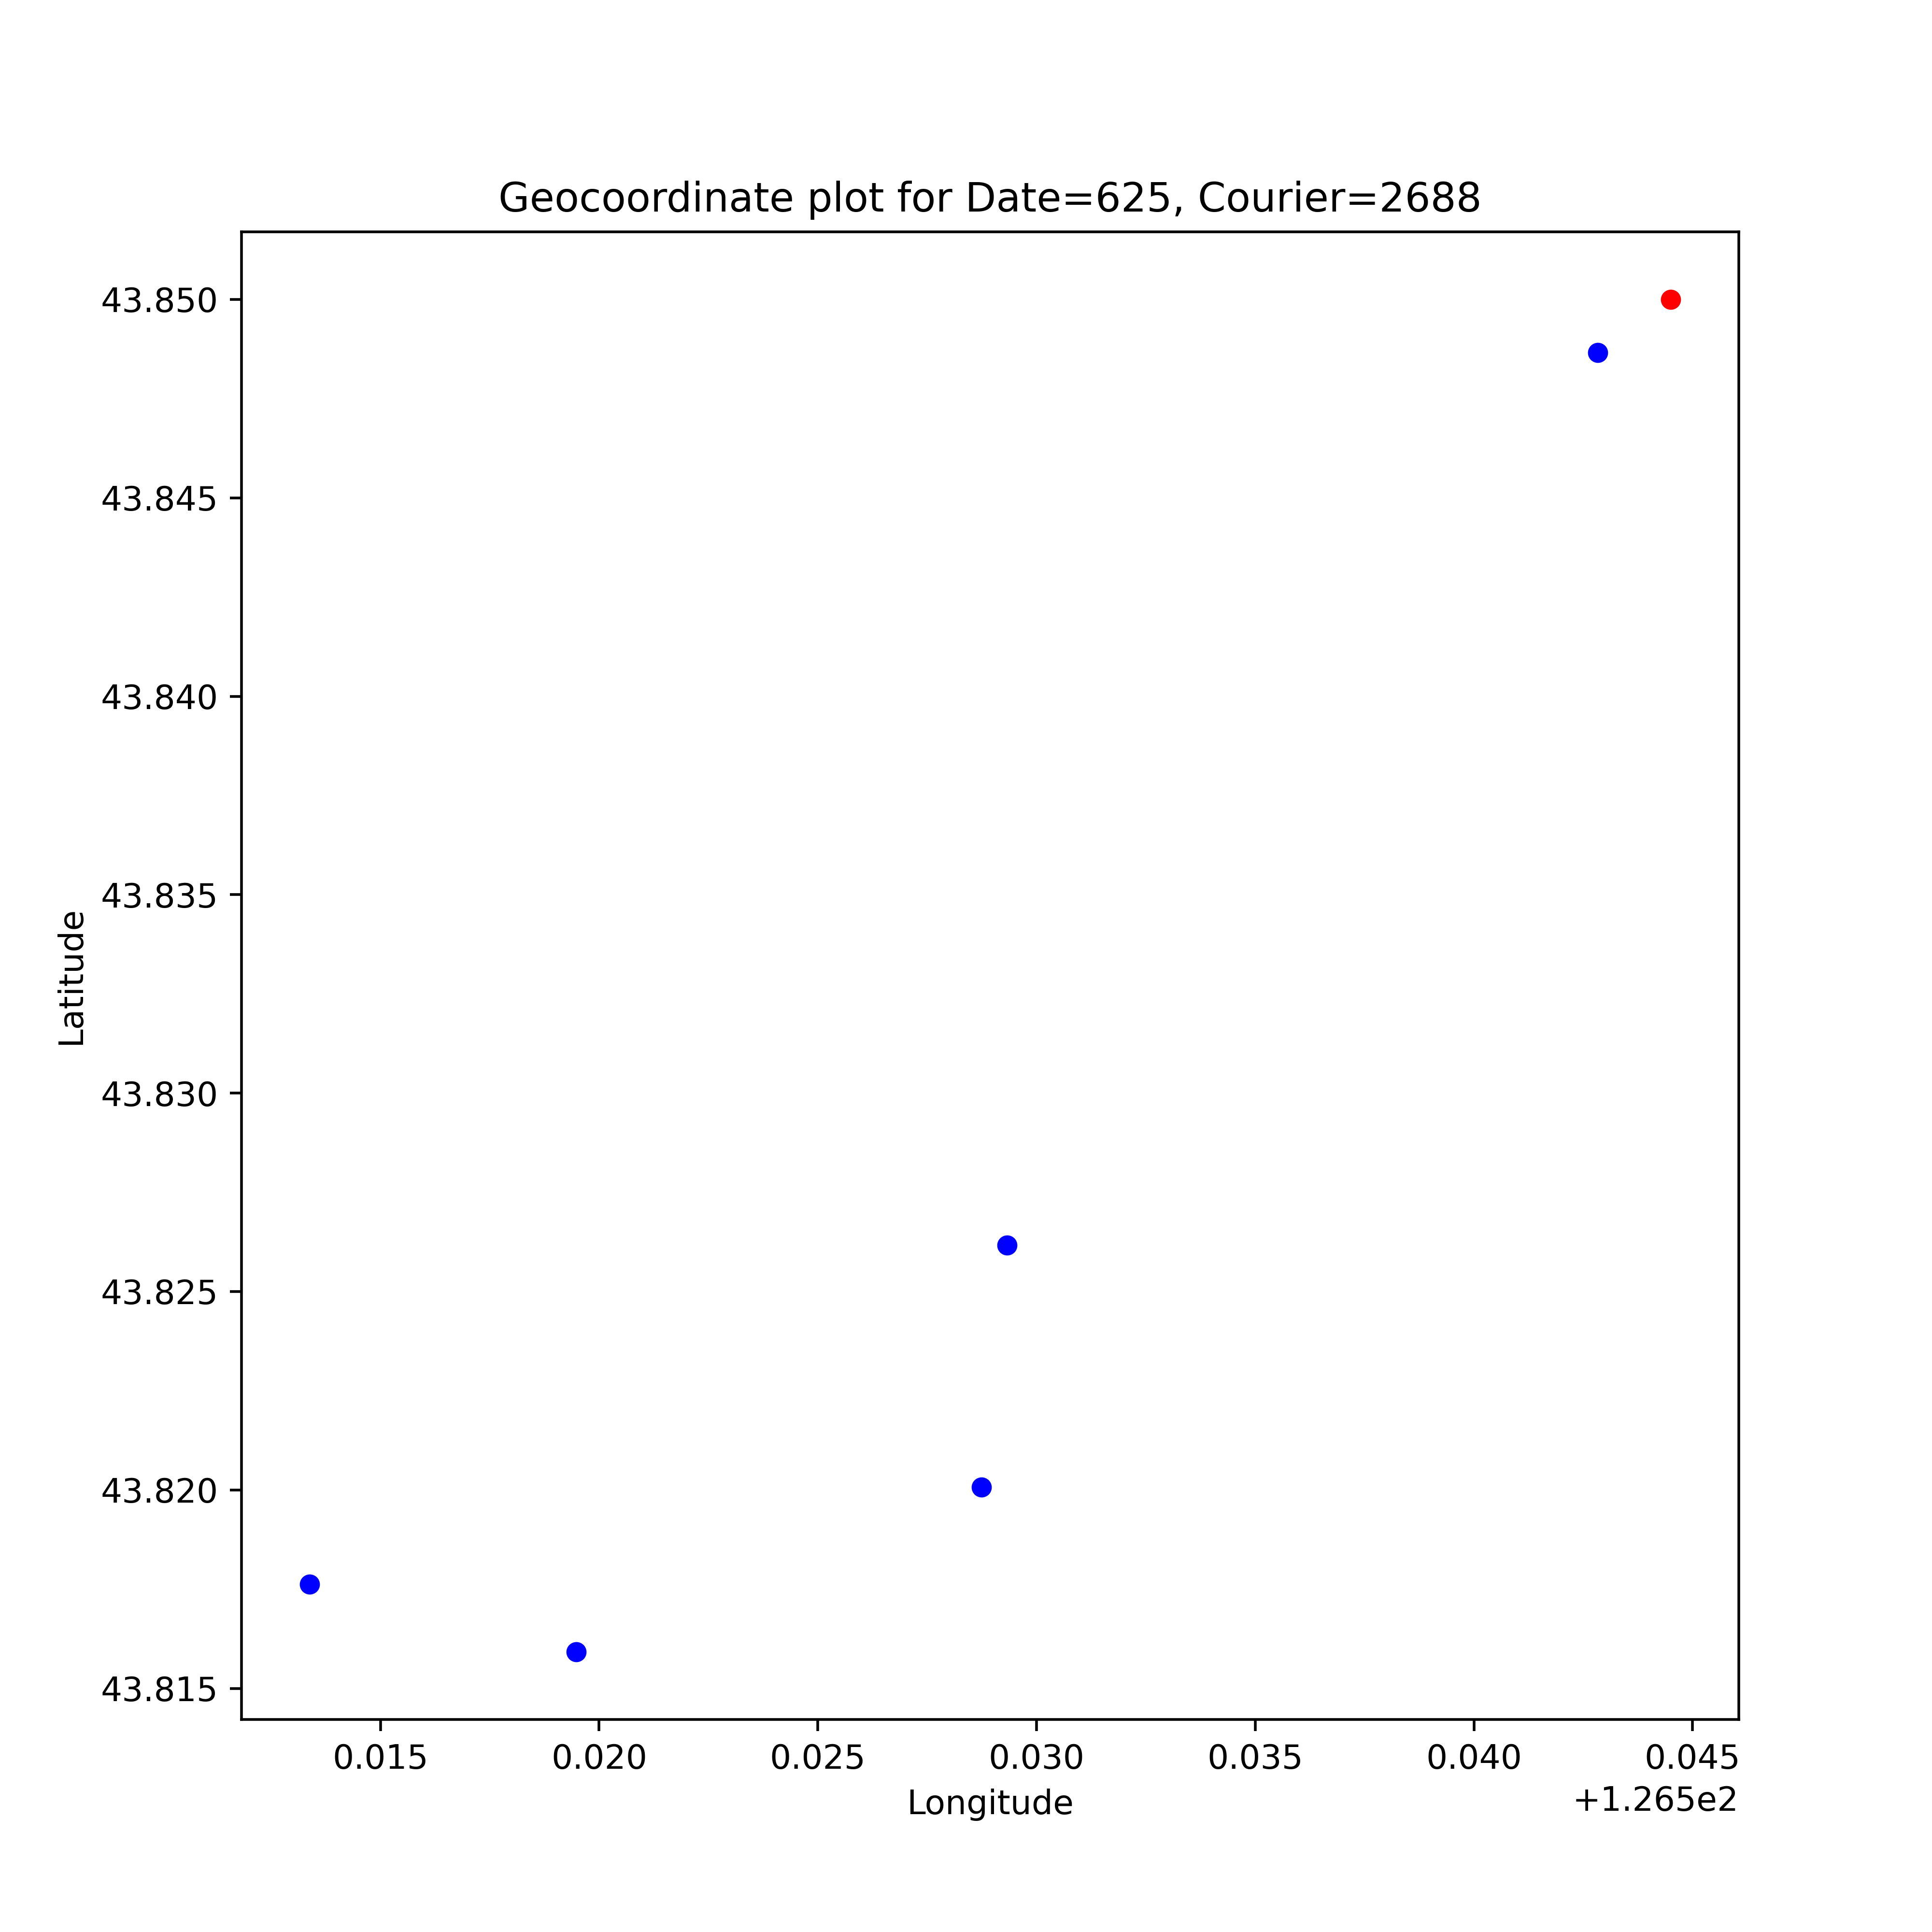 Geocoordinate plot for Date=625, Courier=2688
43.850
43.845
43.840
43.835
43.830
43.825
43.820
43.815
Latitude
0.015 0.020 0.025 0.030 0.035 0.040 0.045
+1.265e2
Longitude